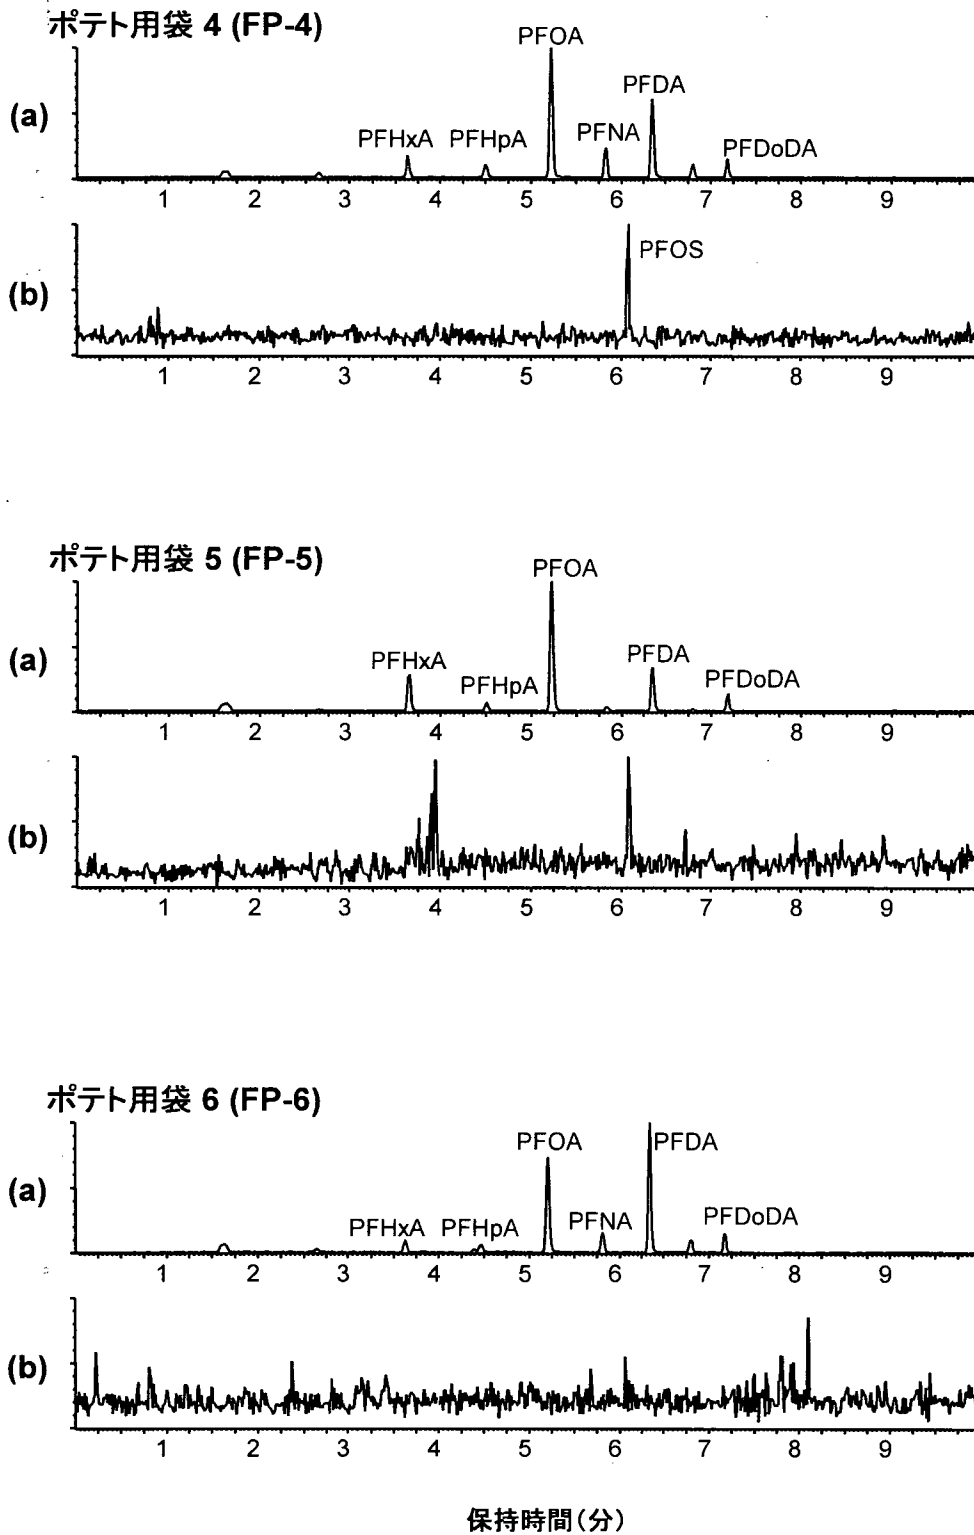 ポテト用袋 4 (FP-4)
PFOA
PFDA
(a)
PFHxA PFHpA PFNA PFDoDA
1 2 3 4 5 6 7 8 9
PFOS
(b)
1 2 3 4 5 6 7 8 9
ポテト用袋 5 (FP-5)
PFOA
(a)
PFHxA PFDA
PFHpA PFDoDA
1 2 3 4 5 6 7 8 9
(b)
1 2 3 4 5 6 7 8 9
ポテト用袋 6 (FP-6)
PFOA PFDA
(a)
PFHxA PFHpA PFNA PFDoDA
1 2 3 4 5 6 7 8 9
(b)
1 2 3 4 5 6 7 8 9
保持時間(分)